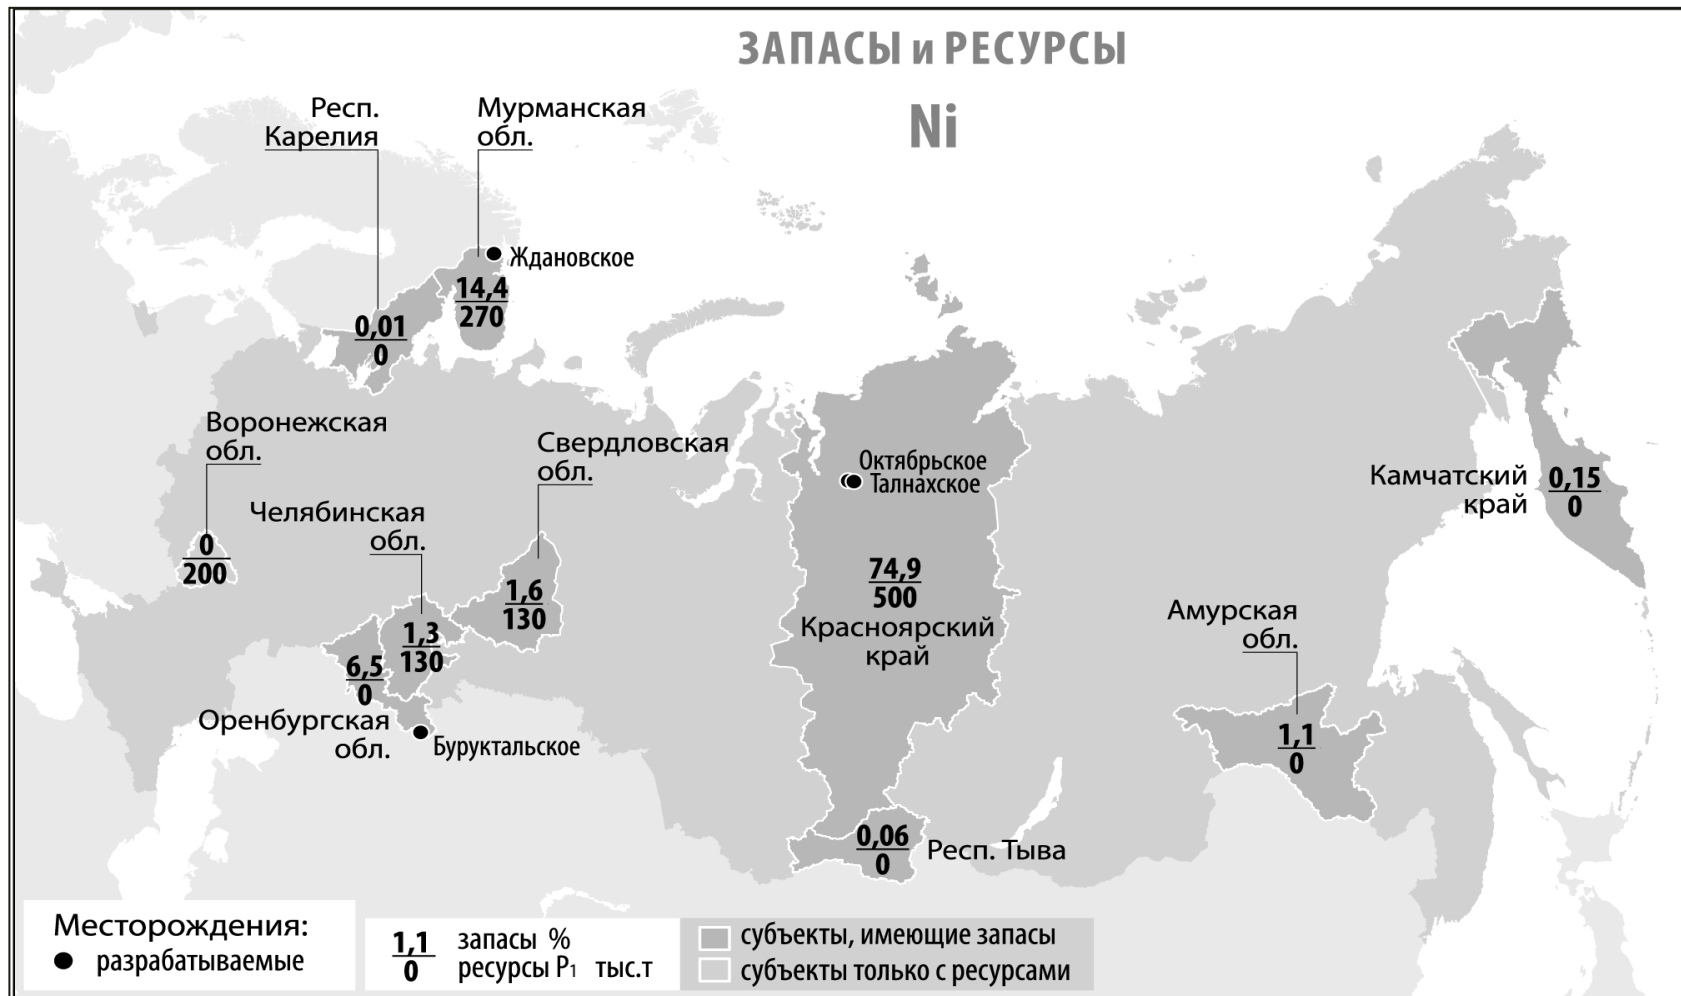 ЗАПАСЫ и РЕСУРСЫ
Ni
Респ.
Карелия
Мурманская
обл.
Ждановское
14,4
270
0,01
0
Воронежская
обл.
0
200
Свердловская
обл.
1,6
130
Челябинская
обл.
1,3
130
6,5
0
Оренбургская
обл.
Буруктальское
Октябрьское
Талнахское
74,9
500
Красноярский
край
0,06
0
Респ. Тыва
Камчатский
край
0,15
0
Амурская
обл.
1,1
0
Месторождения:
разрабатываемые
1,1
0
запасы %
ресурсы P₁ тыс.т
субъекты, имеющие запасы
субъекты только с ресурсами